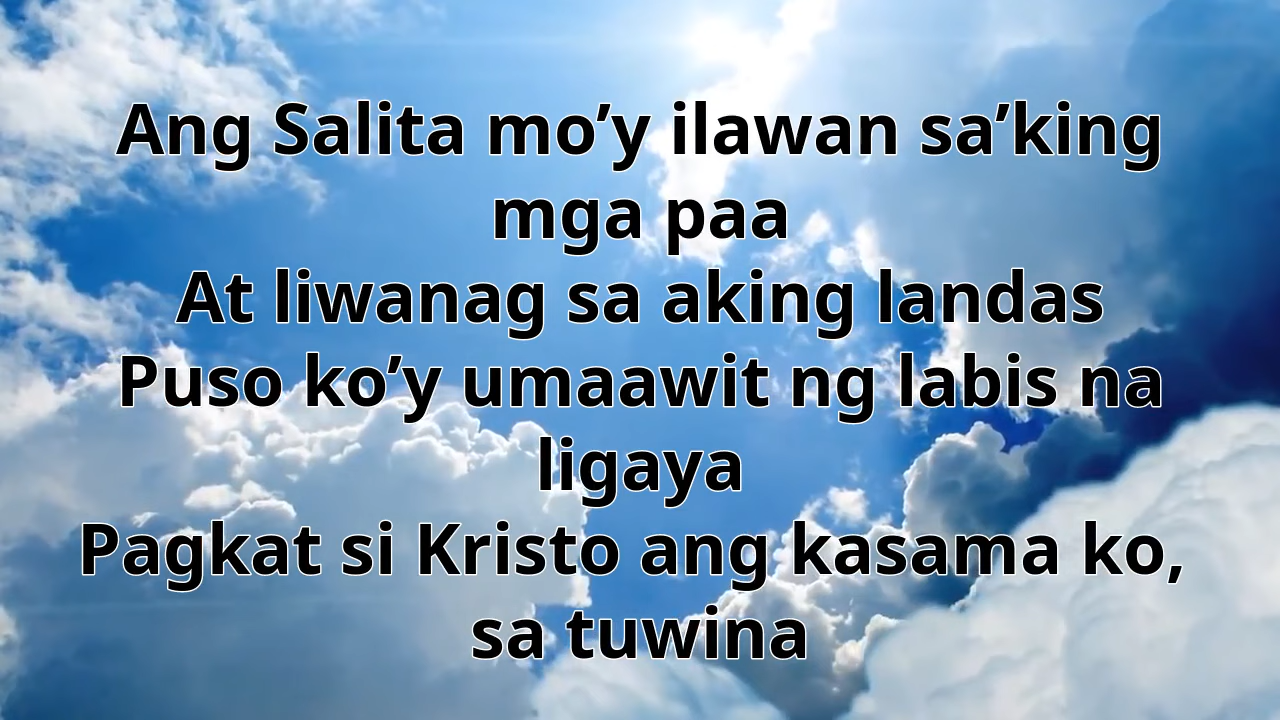 Ang Salita mo’y ilawan sa’king
mga paa
At liwanag sa aking landas
Puso ko’y umaawit ng labis na
ligaya
Pagkat si Kristo ang kasama ko,
sa tuwina